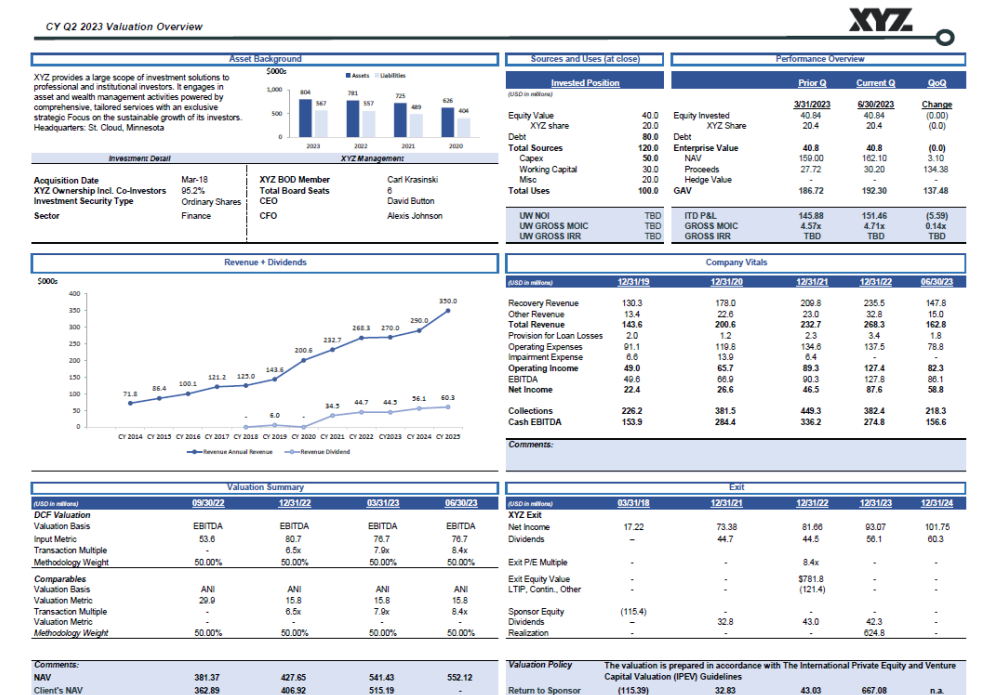 CY Q2 2023 Valuation Overview
XYZ
Asset Background
XYZ provides a large scope of investment solutions to
professional and institutional investors. It engages in
asset and wealth management activities powered by
comprehensive, tailored services with an exclusive
strategic Focus on the sustainable growth of its investors.
Headquarters: St. Cloud, Minnesota
$000s
Assets Liabilities
1,000
500
0
804 567 781 557 725 489 626 404
2023 2022 2021 2020
Investment Detail XYZ Management
Acquisition Date Mar-18 XYZ BOD Member Carl Krasinski
XYZ Ownership Incl. Co-Investors 95.2% Total Board Seats 6
Investment Security Type Ordinary Shares CEO David Button
Sector Finance CFO Alexis Johnson
Sources and Uses (at close)
Invested Position
(USD in millions)
Equity Value 40.0
XYZ share 20.0
Debt 80.0
Total Sources 120.0
Capex 50.0
Working Capital 30.0
Misc 20.0
Total Uses 100.0
UW NOI TBD
UW GROSS MOIC TBD
UW GROSS IRR TBD
Performance Overview
Prior Q Current Q QoQ
3/31/2023 6/30/2023 Change
Equity Invested 40.84 40.84 (0.00)
XYZ Share 20.4 20.4 (0.0)
Debt
Enterprise Value 40.8 40.8 (0.0)
NAV 159.00 162.10 3.10
Proceeds 27.72 30.20 134.38
Hedge Value - - -
GAV 186.72 192.30 137.48
ITD P&L 145.88 151.46 (5.59)
GROSS MOIC 4.57x 4.71x 0.14x
GROSS IRR TBD TBD TBD
Revenue + Dividends
$000s
400
350
300
250
200
150
100
50
0
71.8 86.4 100.1 121.2 125.0 143.6 200.6 232.7 268.3 270.0 290.0 350.0
- 6.0 - 34.5 44.7 44.5 56.1 60.3
CY 2014 CY 2015 CY 2016 CY 2017 CY 2018 CY 2019 CY 2020 CY 2021 CY 2022 CY2023 CY 2024 CY 2025
Revenue Annual Revenue Revenue Dividend
Company Vitals
(USD in millions) 12/31/19 12/31/20 12/31/21 12/31/22 06/30/23
Recovery Revenue 130.3 178.0 209.8 235.5 147.8
Other Revenue 13.4 22.6 23.0 32.8 15.0
Total Revenue 143.6 200.6 232.7 268.3 162.8
Provision for Loan Losses 2.0 1.2 2.3 3.4 1.8
Operating Expenses 91.1 119.8 134.6 137.5 78.8
Impairment Expense 6.6 13.9 6.4 - -
Operating Income 49.0 65.7 89.3 127.4 82.3
EBITDA 49.6 66.9 90.3 127.8 86.1
Net Income 22.4 26.6 46.5 87.6 58.8
Collections 226.2 381.5 449.3 382.4 218.3
Cash EBITDA 153.9 284.4 336.2 274.8 156.6
Comments:
Valuation Summary
(USD in millions) 09/30/22 12/31/22 03/31/23 06/30/23
DCF Valuation
Valuation Basis EBITDA EBITDA EBITDA EBITDA
Input Metric 53.6 80.7 76.7 76.7
Transaction Multiple - 6.5x 7.9x 8.4x
Methodology Weight 50.00% 50.00% 50.00% 50.00%
Comparables
Valuation Basis ANI ANI ANI ANI
Valuation Metric 29.9 15.8 15.8 15.8
Transaction Multiple - 6.5x 7.9x 8.4x
Valuation Metric - - - -
Methodology Weight 50.00% 50.00% 50.00% 50.00%
Comments:
NAV 381.37 427.65 541.43 552.12
Client's NAV 362.89 406.92 515.19 -
Exit
(USD in millions) 03/31/18 12/31/21 12/31/22 12/31/23 12/31/24
XYZ Exit
Net Income 17.22 73.38 81.66 93.07 101.75
Dividends – 44.7 44.5 56.1 60.3
Exit P/E Multiple - - 8.4x - -
Exit Equity Value - - $781.8 - -
LTIP, Contin., Other - - (121.4) - -
Sponsor Equity (115.4) - - - -
Dividends – 32.8 43.0 42.3 -
Realization - - - 624.8 -
Valuation Policy The valuation is prepared in accordance with The International Private Equity and Venture
Capital Valuation (IPEV) Guidelines
Return to Sponsor (115.39) 32.83 43.03 667.08 n.a.